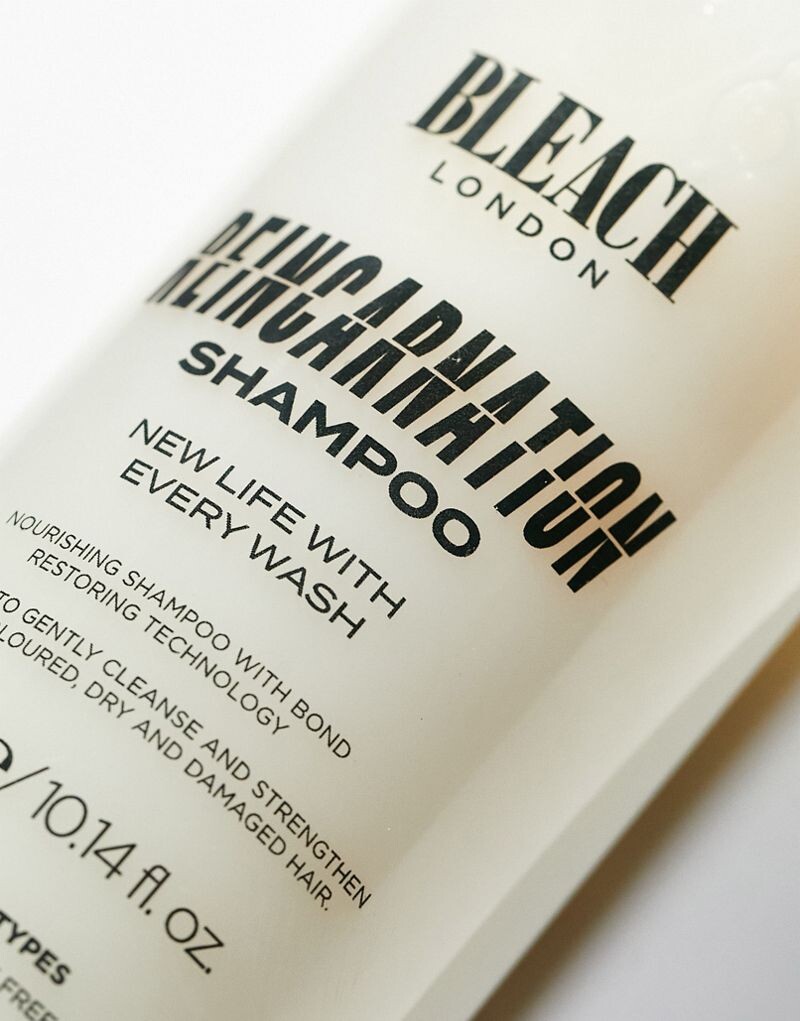 BLEACH
LONDON
REINCARNATION
SHAMPOO
NEW LIFE WITH
EVERY WASH
NOURISHING SHAMPOO WITH BOND
RESTORING TECHNOLOGY
TO GENTLY CLEANSE AND STRENGTHEN
LOURED, DRY AND DAMAGED HAIR.
e/10.14 fl. oz.
TYPES
FREE